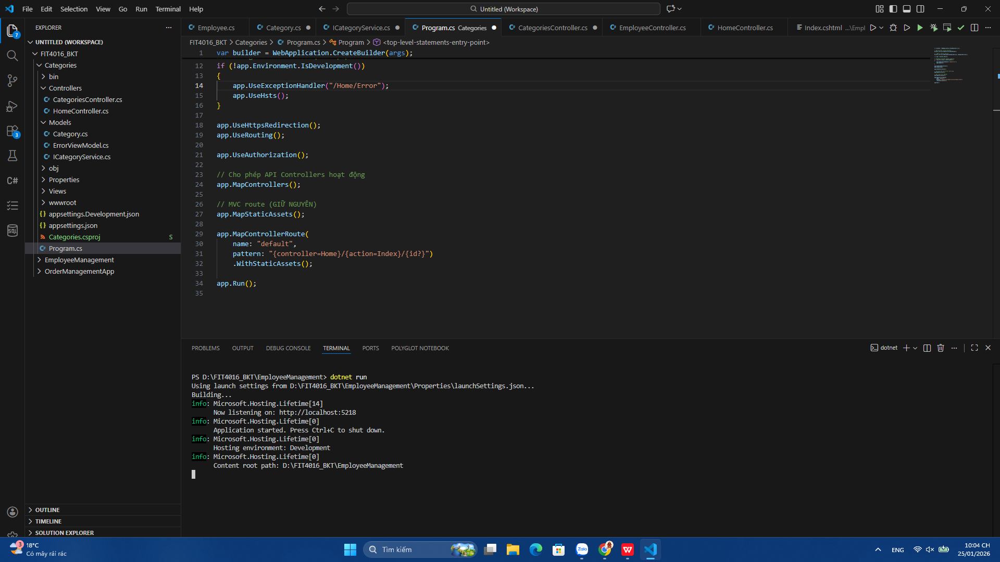 File Edit Selection View Go Run Terminal Help
Untitled (Workspace)
EXPLORER
UNTITLED (WORKSPACE)
FIT4016_BKT
Categories
bin
Controllers
CategoriesController.cs
HomeController.cs
Models
Category.cs
ErrorViewModel.cs
ICategoryService.cs
obj
Properties
Views
wwwroot
appsettings.Development.json
appsettings.json
Categories.csproj S
Program.cs
EmployeeManagement
OrderManagementApp
OUTLINE
TIMELINE
SOLUTION EXPLORER
7
3
C#
SQL
Employee.cs
Category.cs
ICategoryService.cs
Program.cs Categories
CategoriesController.cs
EmployeeController.cs
HomeController.cs
Index.cshtml ...\Empl
FIT4016_BKT > Categories > Program.cs > Program > <top-level-statements-entry-point>
1 var builder = WebApplication.CreateBuilder(args);
12 if (!app.Environment.IsDevelopment())
13 {
14 app.UseExceptionHandler("/Home/Error");
15 app.UseHsts();
16 }
17
18 app.UseHttpsRedirection();
19 app.UseRouting();
20
21 app.UseAuthorization();
22
23 // Cho phép API Controllers hoạt động
24 app.MapControllers();
25
26 // MVC route (GIỮ NGUYÊN)
27 app.MapStaticAssets();
28
29 app.MapControllerRoute(
30 name: "default",
31 pattern: "{controller=Home}/{action=Index}/{id?}")
32 .WithStaticAssets();
33
34 app.Run();
35
PROBLEMS OUTPUT DEBUG CONSOLE TERMINAL PORTS POLYGLOT NOTEBOOK
dotnet
PS D:\FIT4016_BKT\EmployeeManagement> dotnet run
Using launch settings from D:\FIT4016_BKT\EmployeeManagement\Properties\launchSettings.json...
Building...
info: Microsoft.Hosting.Lifetime[14]
Now listening on: http://localhost:5218
info: Microsoft.Hosting.Lifetime[0]
Application started. Press Ctrl+C to shut down.
info: Microsoft.Hosting.Lifetime[0]
Hosting environment: Development
info: Microsoft.Hosting.Lifetime[0]
Content root path: D:\FIT4016_BKT\EmployeeManagement
3
18°C
Có mây rải rác
Tìm kiếm
Zalo
ENG
10:04 CH
25/01/2026